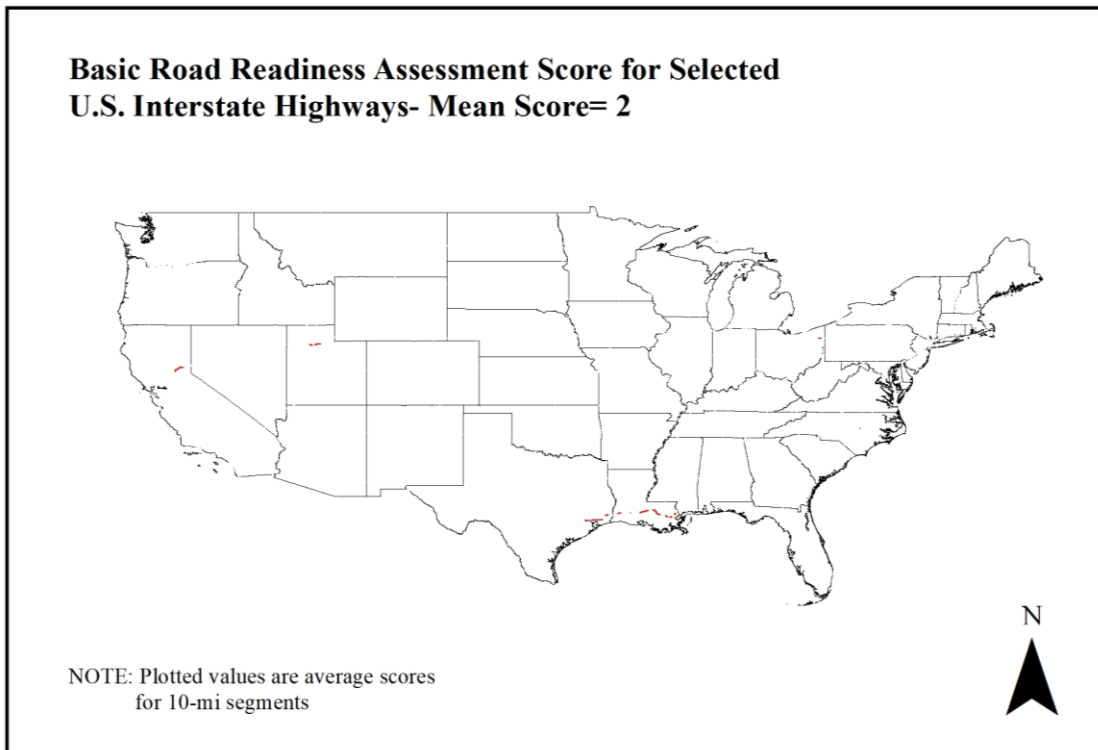 Basic Road Readiness Assessment Score for Selected
U.S. Interstate Highways- Mean Score= 2
N
NOTE: Plotted values are average scores
for 10-mi segments